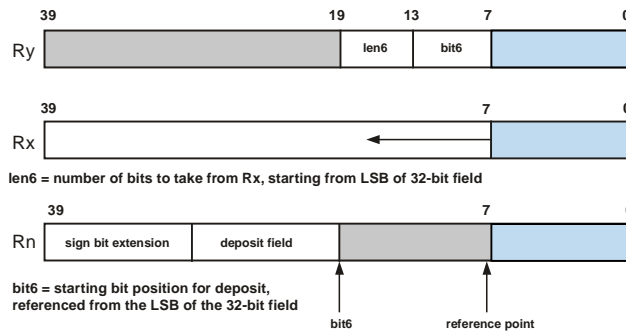 39 19 13 7 0
Ry len6 bit6
39 7 0
Rx
len6 = number of bits to take from Rx, starting from LSB of 32-bit field
39 7
Rn sign bit extension deposit field
bit6 = starting bit position for deposit,
referenced from the LSB of the 32-bit field
bit6 reference point